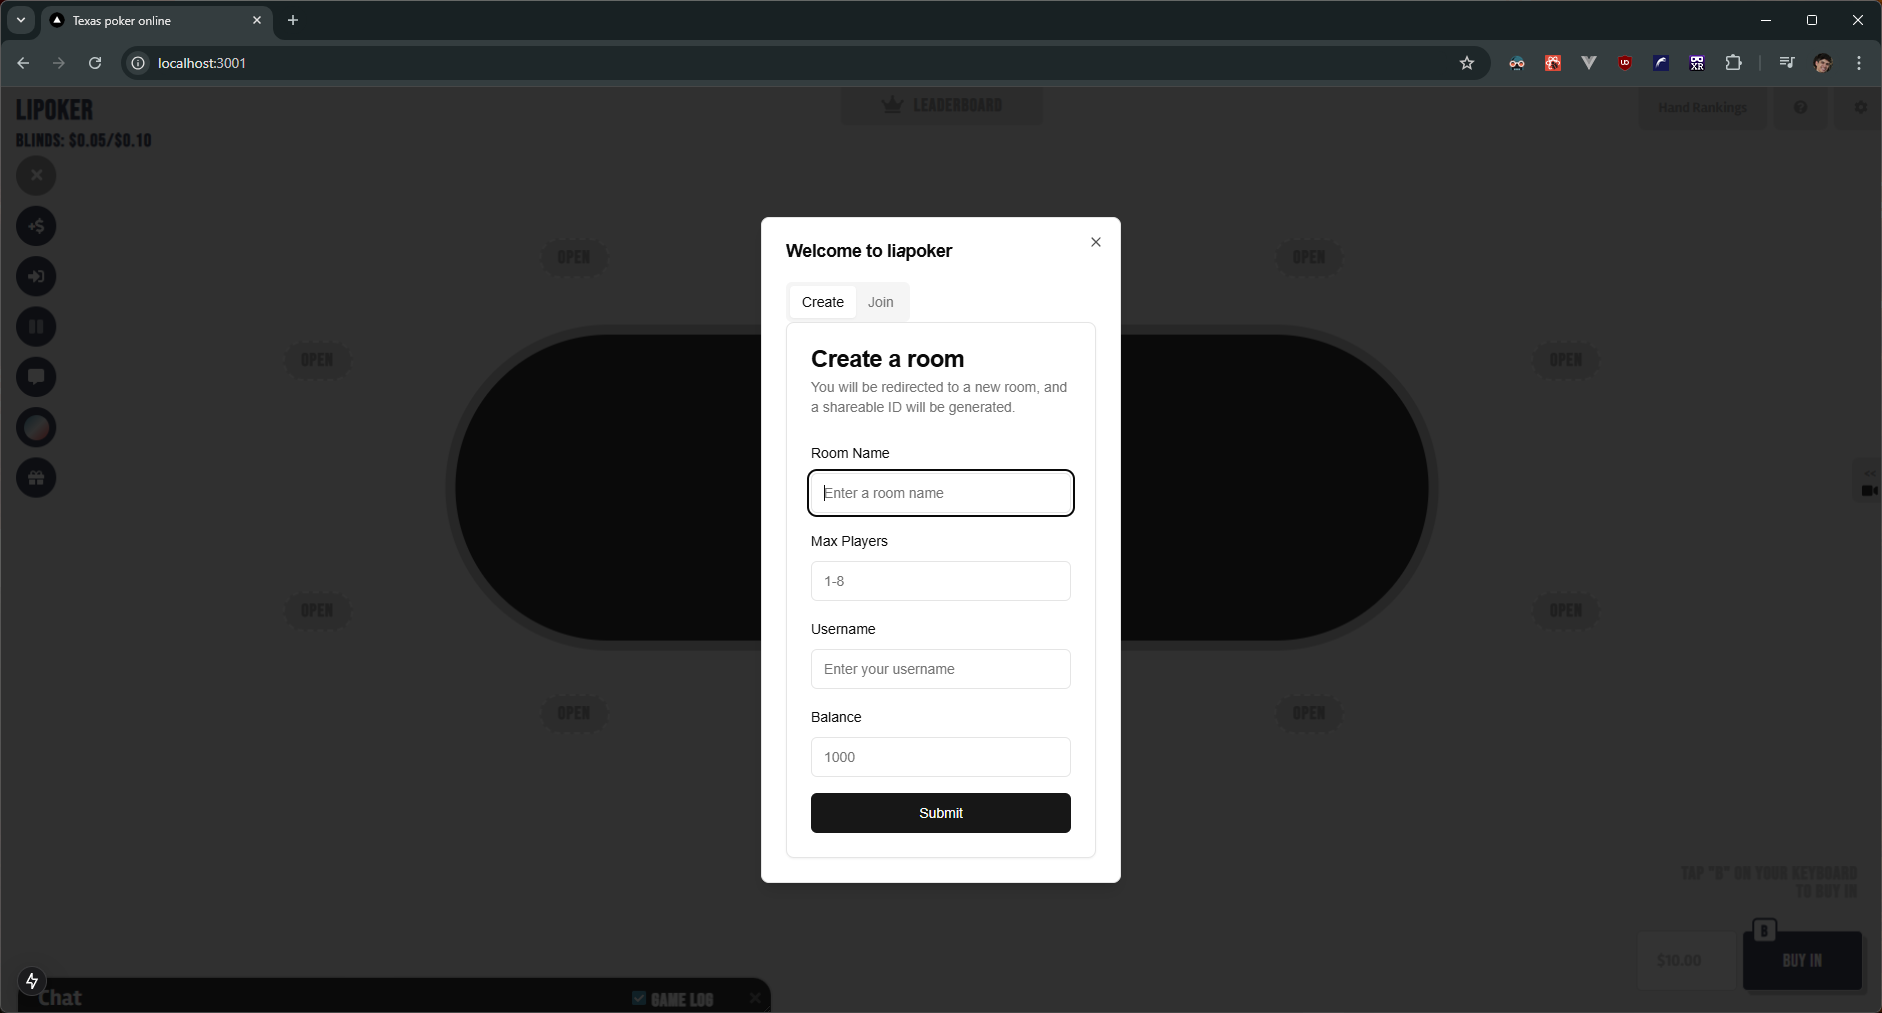 Texas poker online
localhost:3001
LIPOKER
BLINDS: $0.05/$0.10
LEADERBOARD
Hand Rankings
?
+$
OPEN
OPEN
OPEN
OPEN
OPEN
OPEN
OPEN
OPEN
Welcome to liapoker
Create
Join
Create a room
You will be redirected to a new room, and
a shareable ID will be generated.
Room Name
Enter a room name
Max Players
1-8
Username
Enter your username
Balance
1000
Submit
<<
TAP "B" ON YOUR KEYBOARD
TO BUY IN
B
$10.00
BUY IN
Chat
GAME LOG